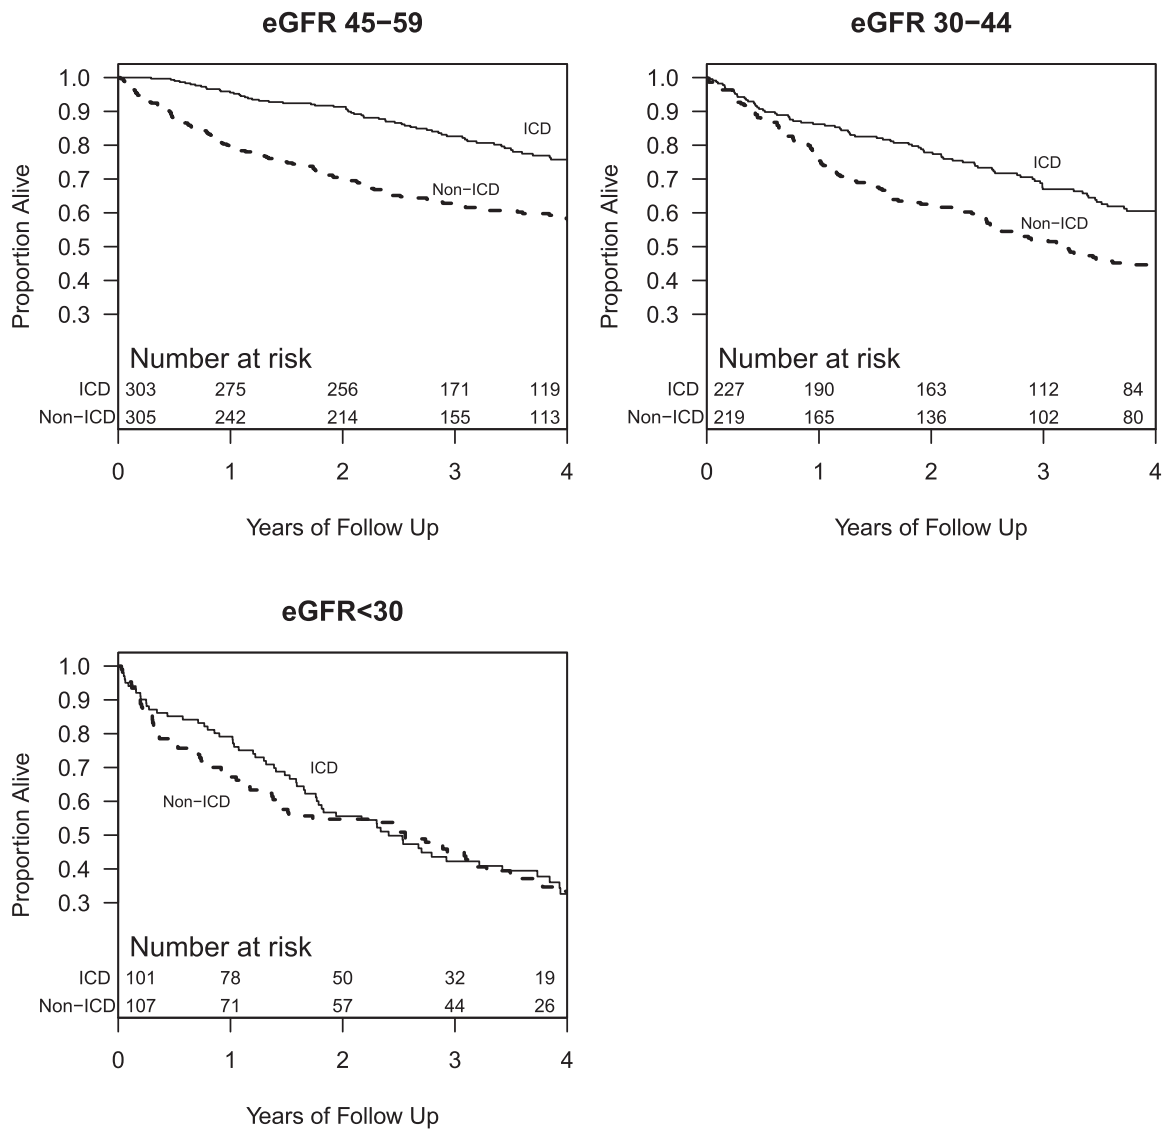 eGFR 45−59
1.0
0.9
0.8
0.7
0.6
0.5
0.4
0.3
Proportion Alive
ICD
Non−ICD
Number at risk
ICD 303 275 256 171 119
Non−ICD 305 242 214 155 113
0 1 2 3 4
Years of Follow Up
eGFR 30−44
1.0
0.9
0.8
0.7
0.6
0.5
0.4
0.3
Proportion Alive
ICD
Non−ICD
Number at risk
ICD 227 190 163 112 84
Non−ICD 219 165 136 102 80
0 1 2 3 4
Years of Follow Up
eGFR<30
1.0
0.9
0.8
0.7
0.6
0.5
0.4
0.3
Proportion Alive
ICD
Non−ICD
Number at risk
ICD 101 78 50 32 19
Non−ICD 107 71 57 44 26
0 1 2 3 4
Years of Follow Up